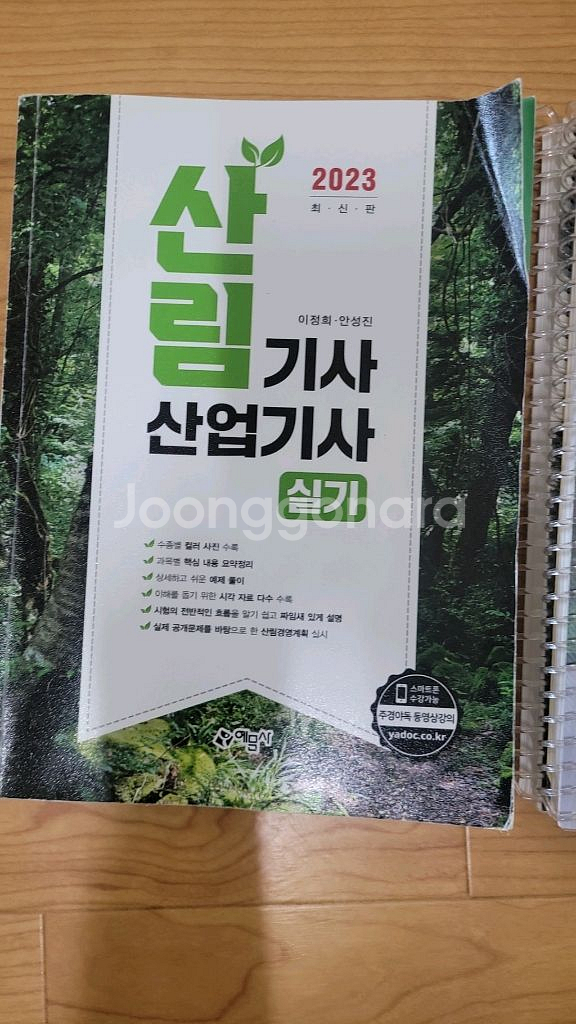 2023
최·신·판
산림
이정희·안성진
기사
산업기사
실기
Joonggonara
수종별 컬러 사진 수록
과목별 핵심 내용 요약정리
상세하고 쉬운 예제 풀이
이해를 돕기 위한 시각 자료 다수 수록
시험의 전반적인 흐름을 알기 쉽고 짜임새 있게 설명
실제 공개문제를 바탕으로 한 산림경영계획 실시
스마트폰
수강가능
주경야독 동영상강의
yadoc.co.kr
예문사